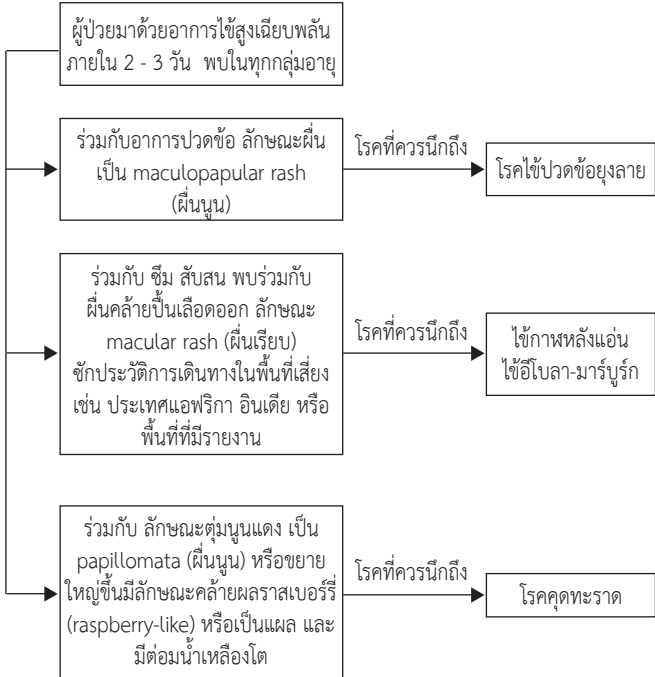 ผู้ป่วยมาด้วยอาการไข้สูงเฉียบพลัน
ภายใน 2 - 3 วัน พบในทุกกลุ่มอายุ
ร่วมกับอาการปวดข้อ ลักษณะผื่น
เป็น maculopapular rash
(ผื่นนูน)
โรคที่ควรนึกถึง
โรคไข้ปวดข้อยุงลาย
ร่วมกับ ซึม สับสน พบร่วมกับ
ผื่นคล้ายปื้นเลือดออก ลักษณะ
macular rash (ผื่นเรียบ)
ซักประวัติการเดินทางในพื้นที่เสี่ยง
เช่น ประเทศแอฟริกา อินเดีย หรือ
พื้นที่ที่มีรายงาน
โรคที่ควรนึกถึง
ไข้กาฬหลังแอ่น
ไข้อีโบลา-มาร์บูร์ก
ร่วมกับ ลักษณะตุ่มนูนแดง เป็น
papillomata (ผื่นนูน) หรือขยาย
ใหญ่ขึ้นมีลักษณะคล้ายผลราสเบอร์รี่
(raspberry-like) หรือเป็นแผล และ
มีต่อมน้ำเหลืองโต
โรคที่ควรนึกถึง
โรคคุดทะราด